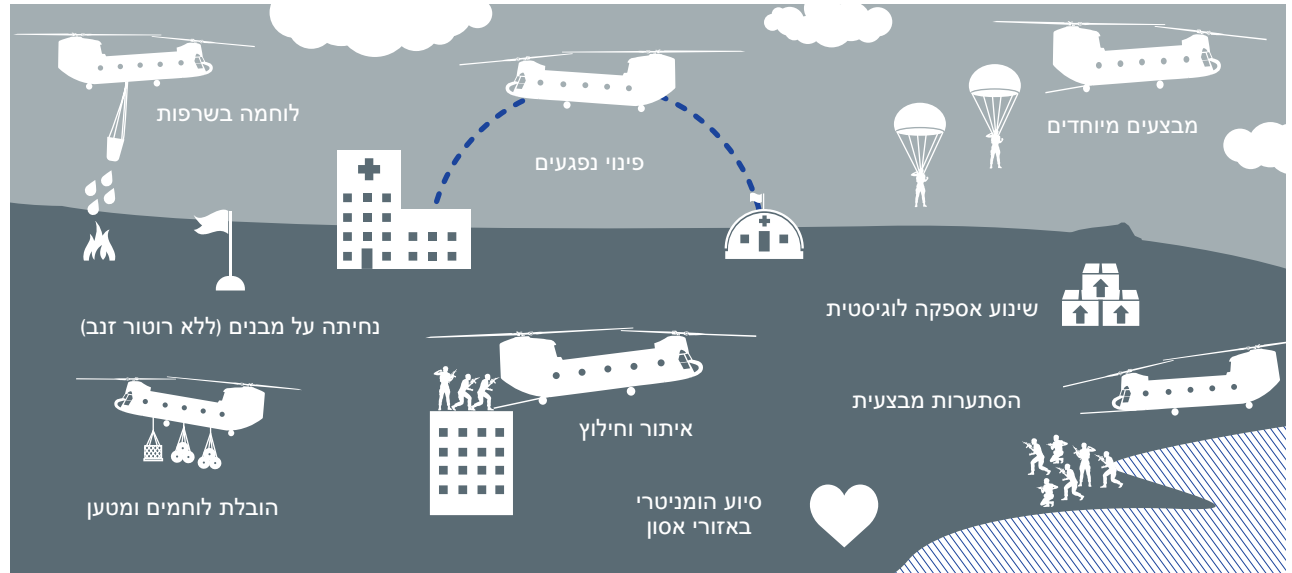 לוחמה בשרפות
פינוי נפגעים
מבצעים מיוחדים
נחיתה על מבנים (ללא רוטור זנב)
שינוע אספקה לוגיסטית
איתור וחילוץ
הסתערות מבצעית
הובלת לוחמים ומטען
סיוע הומניטרי
באזורי אסון